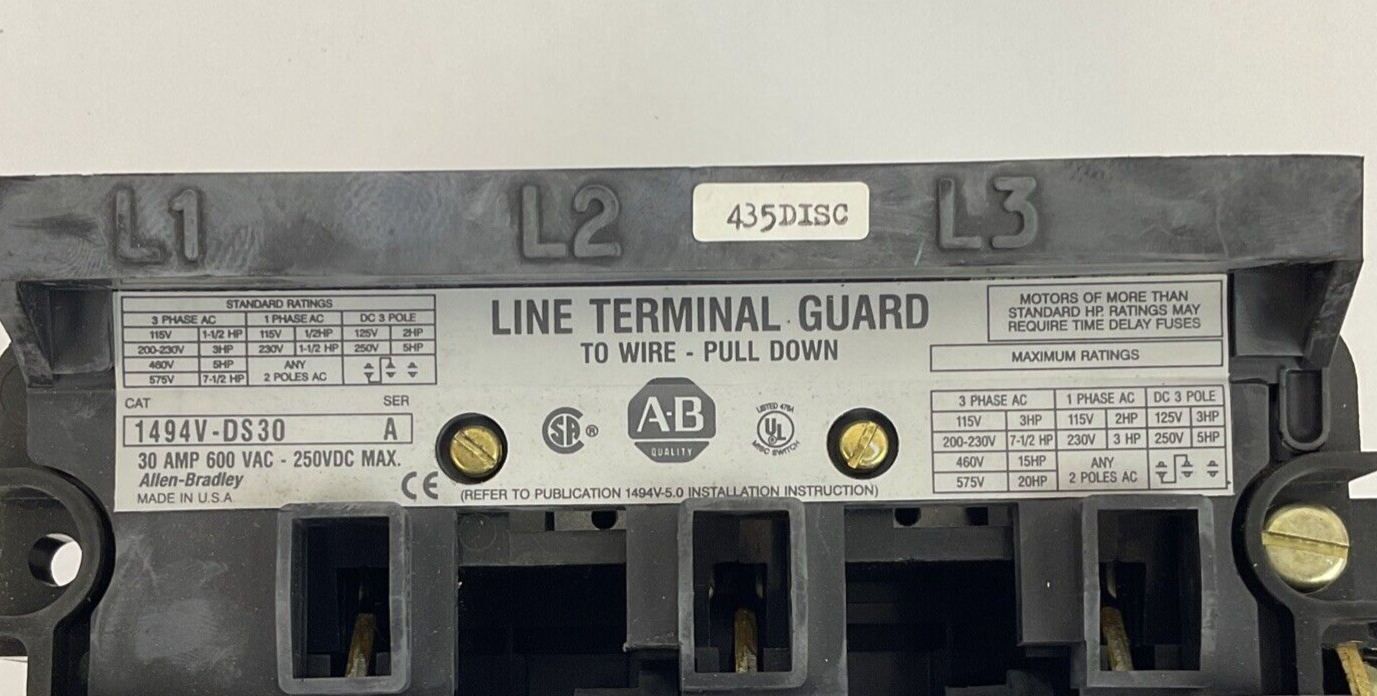 L1 L2 435DISC L3
STANDARD RATINGS
3 PHASE AC 1 PHASE AC DC 3 POLE
115V 1-1/2 HP 115V 1/2HP 125V 2HP
200-230V 3HP 230V 1-1/2 HP 250V 5HP
460V 5HP ANY
575V 7-1/2 HP 2 POLES AC
CAT SER
1494V-DS30 A
30 AMP 600 VAC - 250VDC MAX.
Allen-Bradley
MADE IN U.S.A.
CE
LINE TERMINAL GUARD
TO WIRE - PULL DOWN
SA ®
A-B
QUALITY
LISTED 478A
UL
MISC SWITCH
(REFER TO PUBLICATION 1494V-5.0 INSTALLATION INSTRUCTION)
MOTORS OF MORE THAN
STANDARD HP. RATINGS MAY
REQUIRE TIME DELAY FUSES
MAXIMUM RATINGS
3 PHASE AC 1 PHASE AC DC 3 POLE
115V 3HP 115V 2HP 125V 3HP
200-230V 7-1/2 HP 230V 3 HP 250V 5HP
460V 15HP ANY
575V 20HP 2 POLES AC